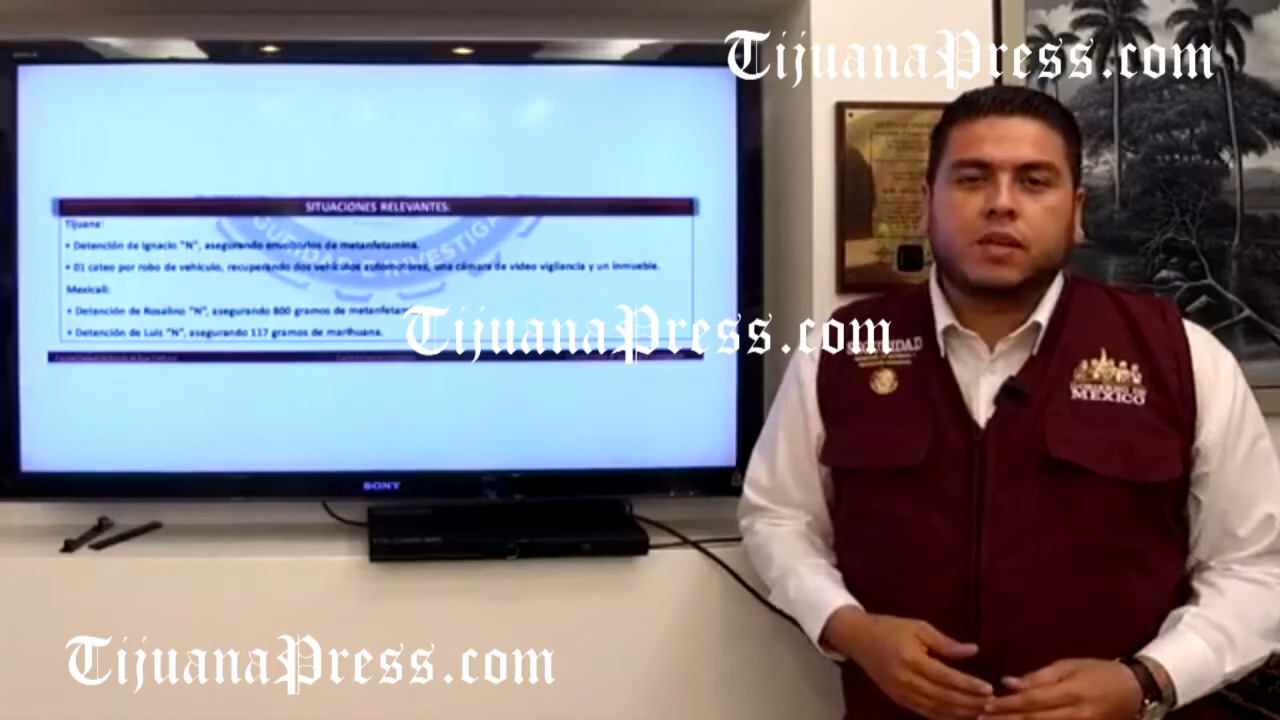 TijuanaPress.com
SITUACIONES RELEVANTES:
Tijuana:
• Detención de Ignacio "N", asegurando envoltorios de metanfetamina.
• 01 cateo por robo de vehículo, recuperando dos vehículos automotores, una cámara de video vigilancia y un inmueble.
Mexicali:
• Detención de Rosalino "N", asegurando 800 gramos de
• Detención de Luis "N", asegurando 117 gramos de marihuana.
TijuanaPress.com
GOBIERNO DE
MÉXICO
SONY
TijuanaPress.com